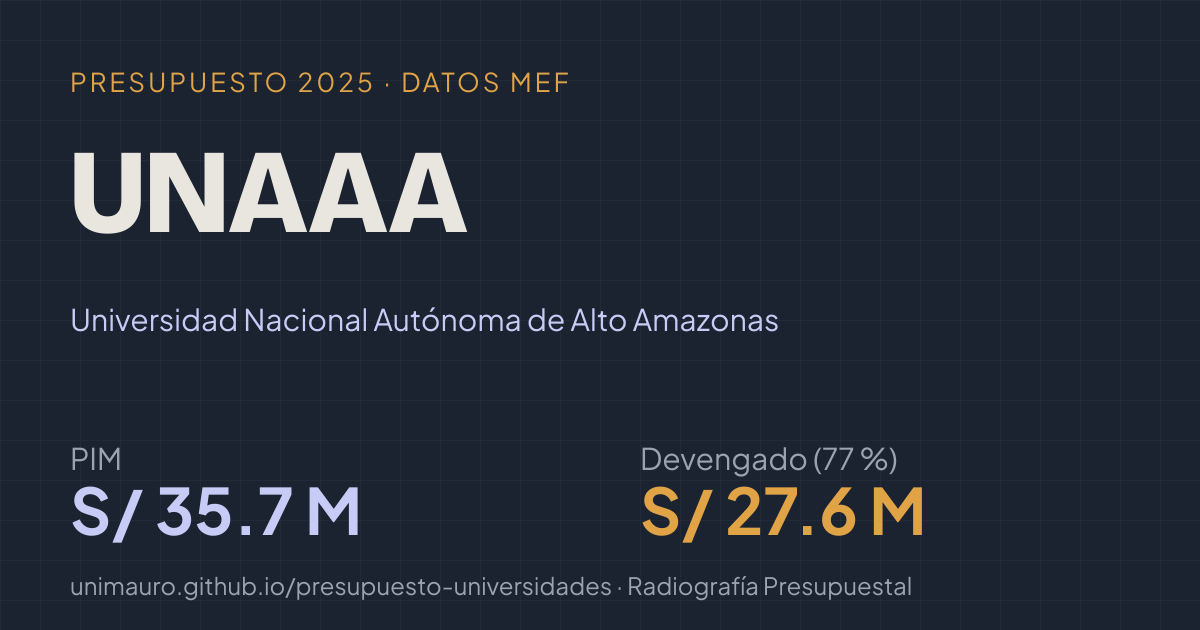 PRESUPUESTO 2025 · DATOS MEF
UNAAA
Universidad Nacional Autónoma de Alto Amazonas
PIM
S/ 35.7 M
Devengado (77 %)
S/ 27.6 M
unimauro.github.io/presupuesto-universidades · Radiografía Presupuestal